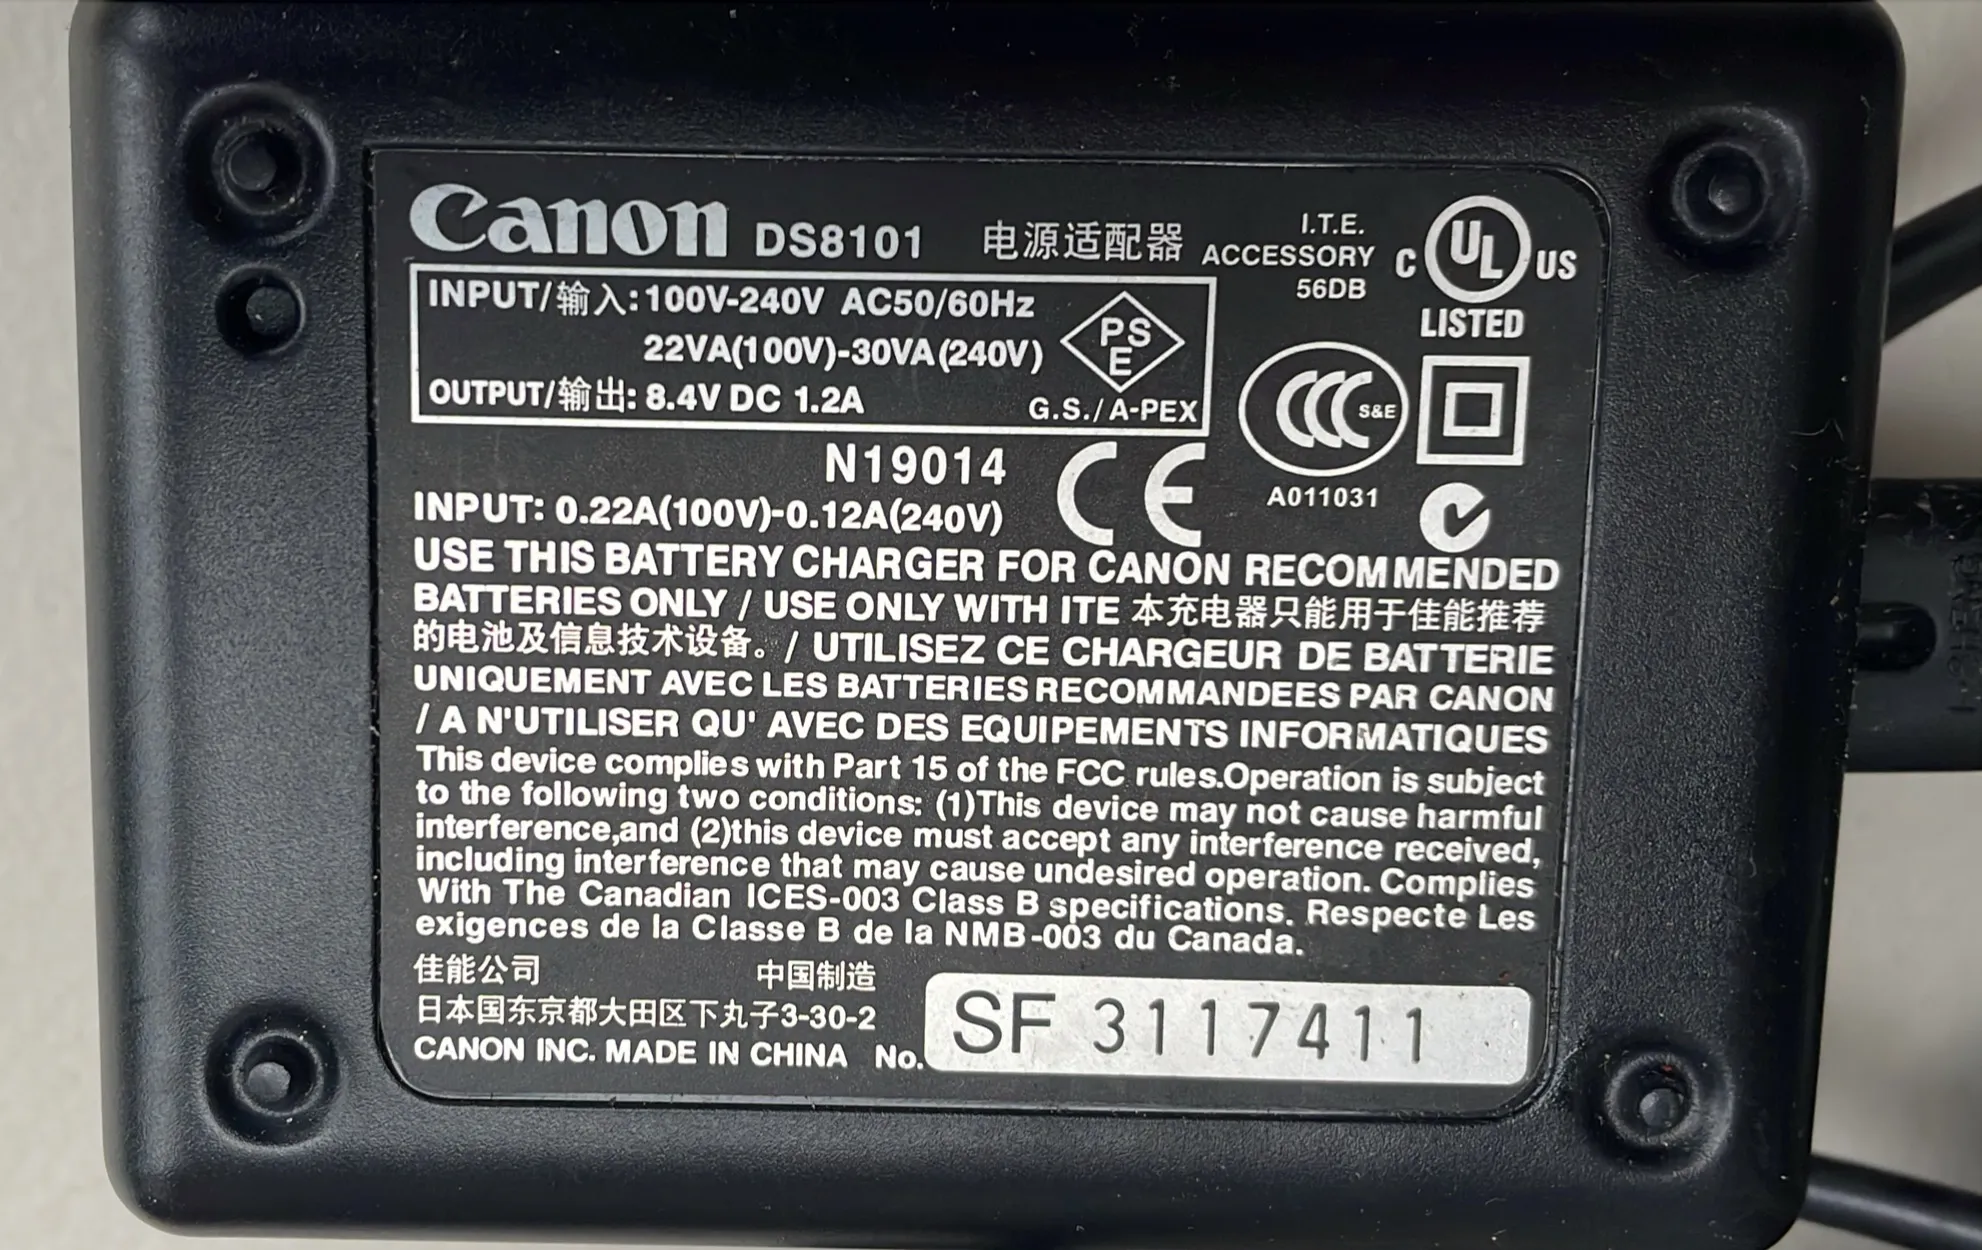 Canon DS8101 电源适配器 I.T.E. ACCESSORY 56DB
C UL US LISTED
INPUT/输入:100V-240V AC50/60Hz
22VA(100V)-30VA(240V)
OUTPUT/输出: 8.4V DC 1.2A
PS E
G.S./A-PEX
CCC S&E
A011031
N19014
CE
INPUT: 0.22A(100V)-0.12A(240V)
USE THIS BATTERY CHARGER FOR CANON RECOMMENDED
BATTERIES ONLY / USE ONLY WITH ITE 本充电器只能用于佳能推荐
的电池及信息技术设备。/ UTILISEZ CE CHARGEUR DE BATTERIE
UNIQUEMENT AVEC LES BATTERIES RECOMMANDEES PAR CANON
/ A N'UTILISER QU' AVEC DES EQUIPEMENTS INFORMATIQUES
This device complies with Part 15 of the FCC rules.Operation is subject
to the following two conditions: (1)This device may not cause harmful
interference,and (2)this device must accept any interference received,
including interference that may cause undesired operation. Complies
With The Canadian ICES-003 Class B specifications. Respecte Les
exigences de la Classe B de la NMB-003 du Canada.
佳能公司 中国制造
日本国东京都大田区下丸子3-30-2
CANON INC. MADE IN CHINA No. SF 3117411